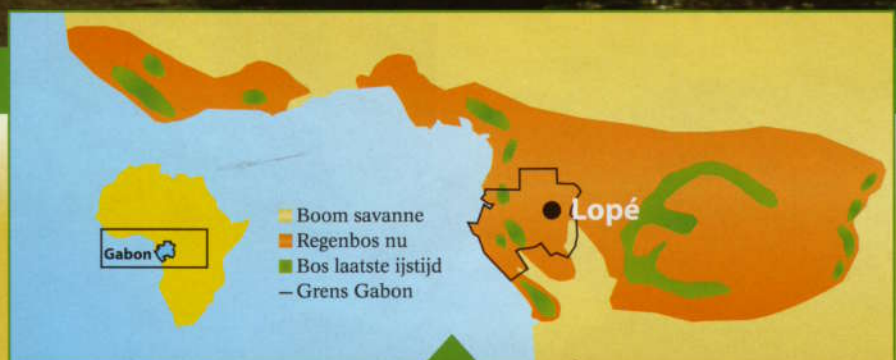 Lopé
Gabon
Boom savanne
Regenbos nu
Bos laatste ijstijd
– Grens Gabon